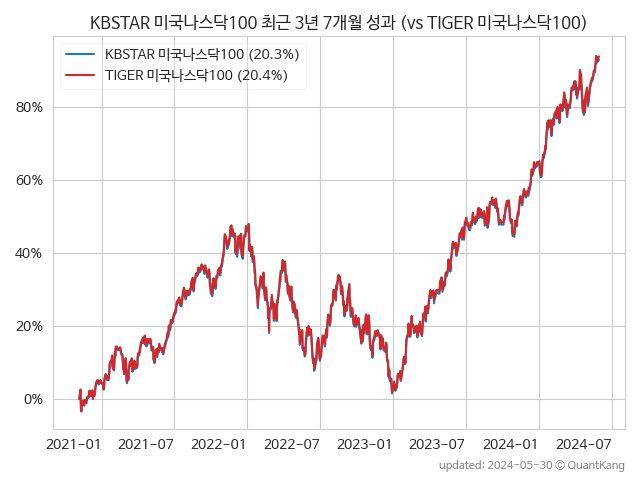 KBSTAR 미국나스닥100 최근 3년 7개월 성과 (vs TIGER 미국나스닥100)
KBSTAR 미국나스닥100 (20.3%)
TIGER 미국나스닥100 (20.4%)
80%
60%
40%
20%
0%
2021-01 2021-07 2022-01 2022-07 2023-01 2023-07 2024-01 2024-07
updated: 2024-05-30 © QuantKang